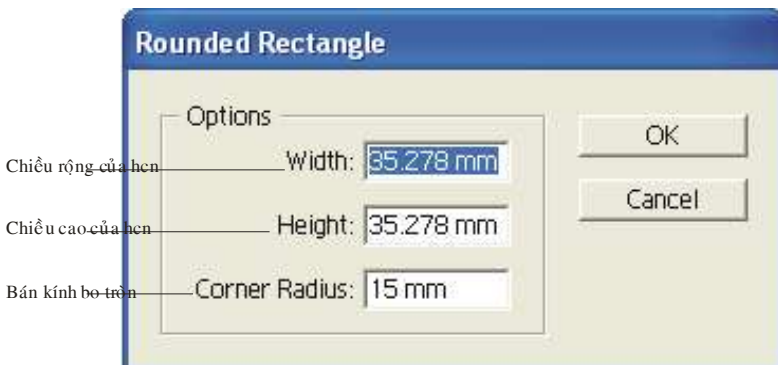 Rounded Rectangle
Options
OK
Chiều rộng của hcn Width: 35.278 mm
Cancel
Chiều cao của hcn Height: 35.278 mm
Bán kính bo tròn Corner Radius: 15 mm